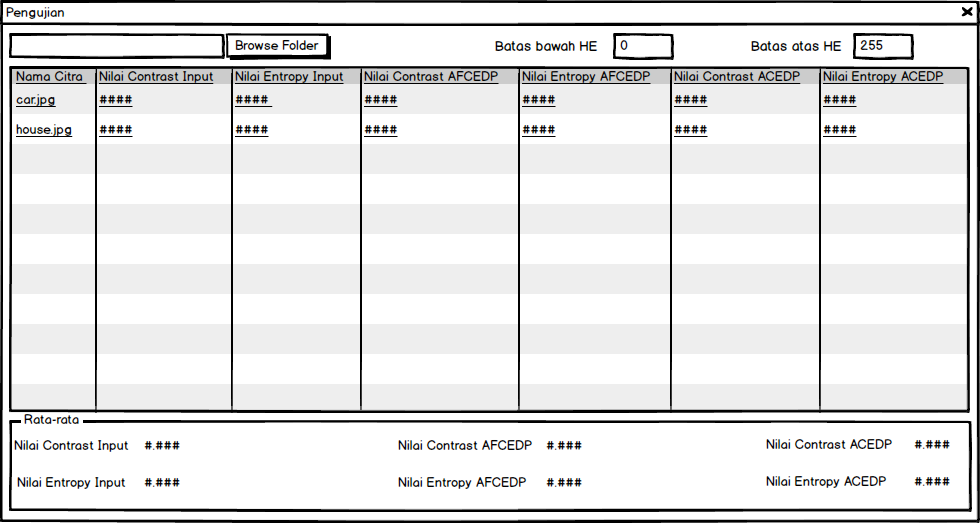 Pengujian
Browse Folder Batas bawah HE 0 Batas atas HE 255
Nama Citra Nilai Contrast Input Nilai Entropy Input Nilai Contrast AFCEDP Nilai Entropy AFCEDP Nilai Contrast ACEDP Nilai Entropy ACEDP
car.jpg #### #### #### #### #### ####
house.jpg #### #### #### #### #### ####
Rata-rata
Nilai Contrast Input #.### Nilai Contrast AFCEDP #.### Nilai Contrast ACEDP #.###
Nilai Entropy Input #.### Nilai Entropy AFCEDP #.### Nilai Entropy ACEDP #.###